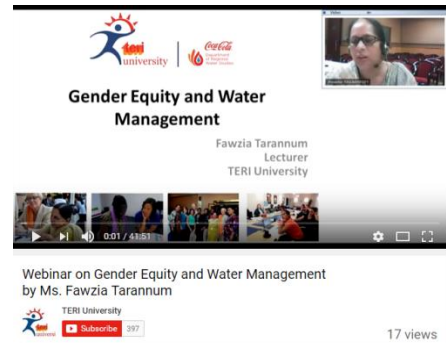 teri
university
Coca-Cola
Gender Equity and Water
Management
Fawzia Tarannum
Lecturer
TERI University
0:01 / 41:51
Webinar on Gender Equity and Water Management
by Ms. Fawzia Tarannum
TERI University
Subscribe 397
17 views